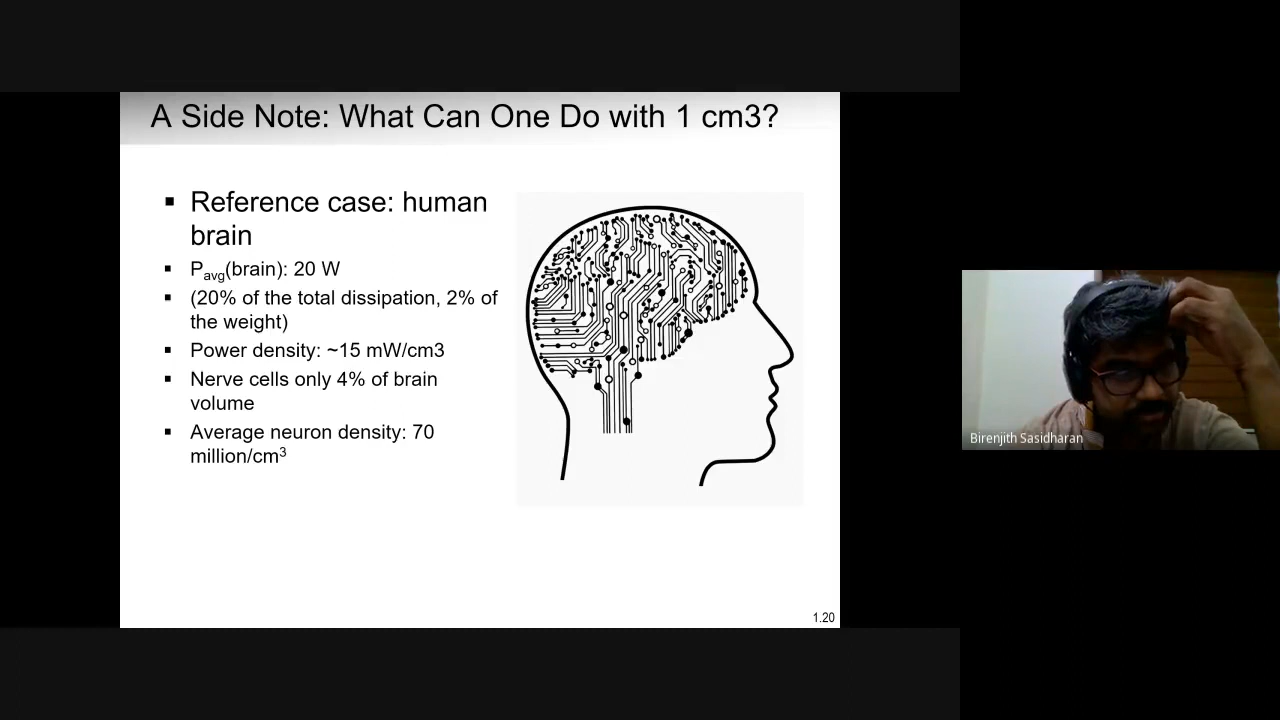 A Side Note: What Can One Do with 1 cm3?
▪ Reference case: human
brain
▪ Pavg(brain): 20 W
▪ (20% of the total dissipation, 2% of
the weight)
▪ Power density: ~15 mW/cm3
▪ Nerve cells only 4% of brain
volume
▪ Average neuron density: 70
million/cm³
1.20
Birenjith Sasidharan